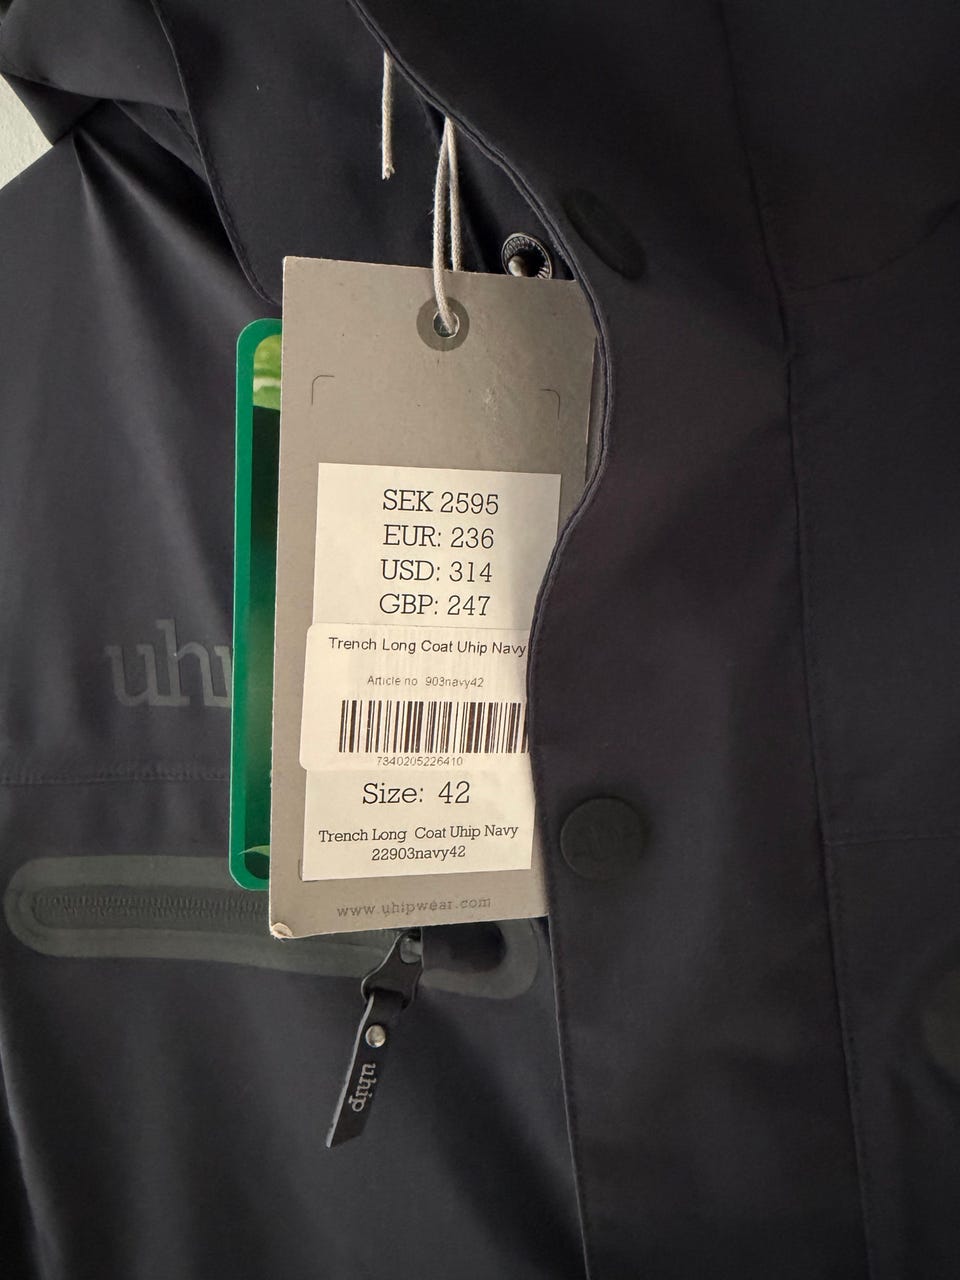 SEK 2595
EUR: 236
USD: 314
GBP: 247
Trench Long Coat Uhip Navy
Article no 903navy42
7340205226410
Size: 42
Trench Long Coat Uhip Navy
22903navy42
www.uhipwear.com
uhip
uhip